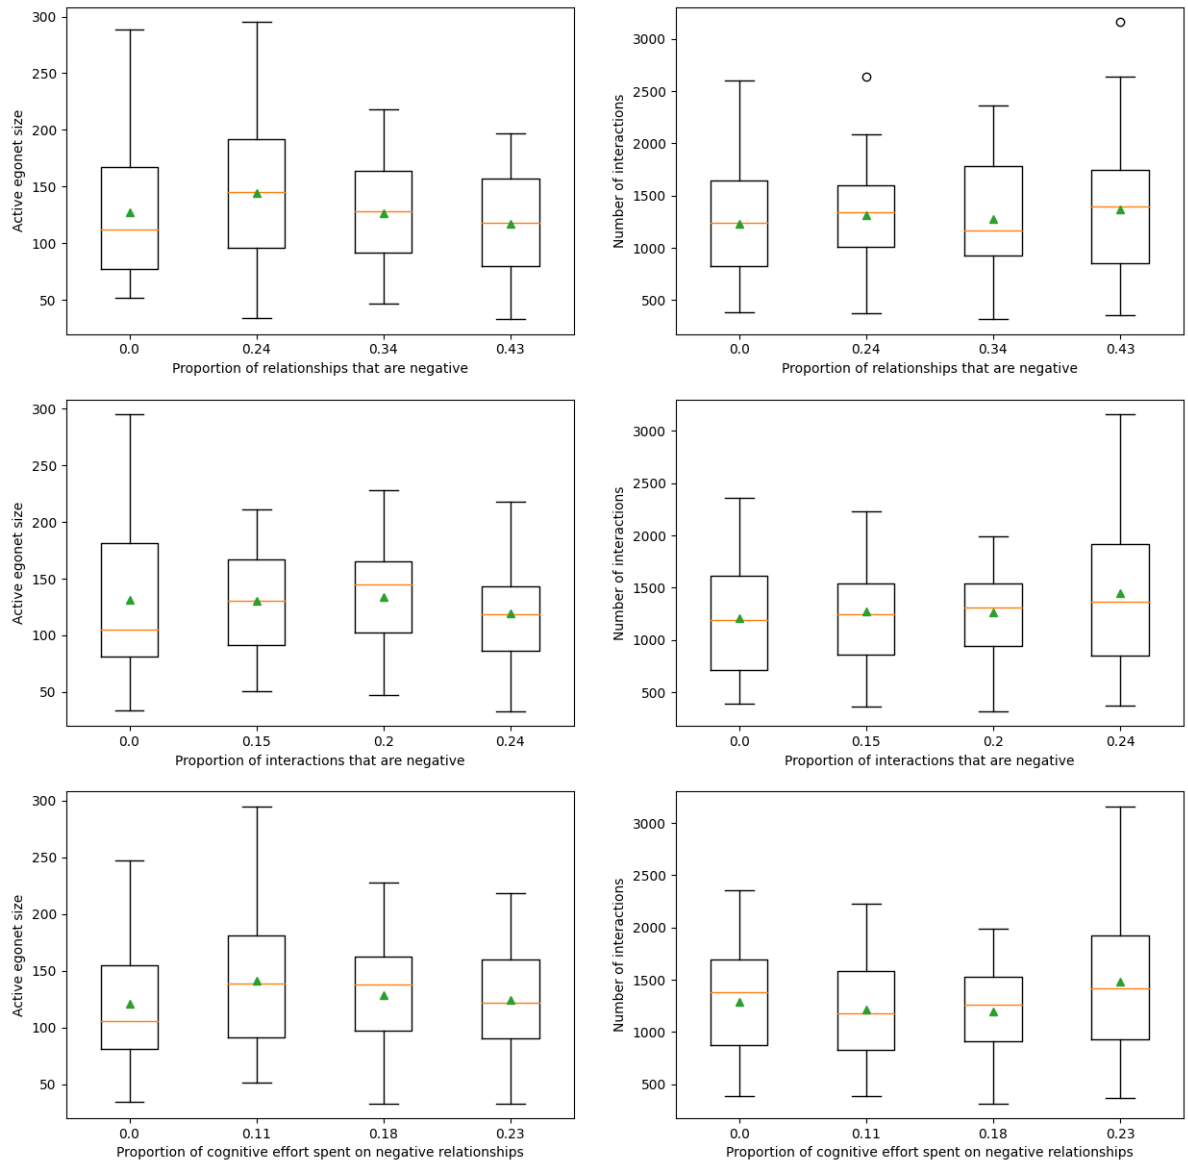 300
250
200
150
100
50
Active egonet size
0.0 0.24 0.34 0.43
Proportion of relationships that are negative
3000
2500
2000
1500
1000
500
Number of interactions
0.0 0.24 0.34 0.43
Proportion of relationships that are negative
300
250
200
150
100
50
Active egonet size
0.0 0.15 0.2 0.24
Proportion of interactions that are negative
3000
2500
2000
1500
1000
500
Number of interactions
0.0 0.15 0.2 0.24
Proportion of interactions that are negative
300
250
200
150
100
50
Active egonet size
0.0 0.11 0.18 0.23
Proportion of cognitive effort spent on negative relationships
3000
2500
2000
1500
1000
500
Number of interactions
0.0 0.11 0.18 0.23
Proportion of cognitive effort spent on negative relationships